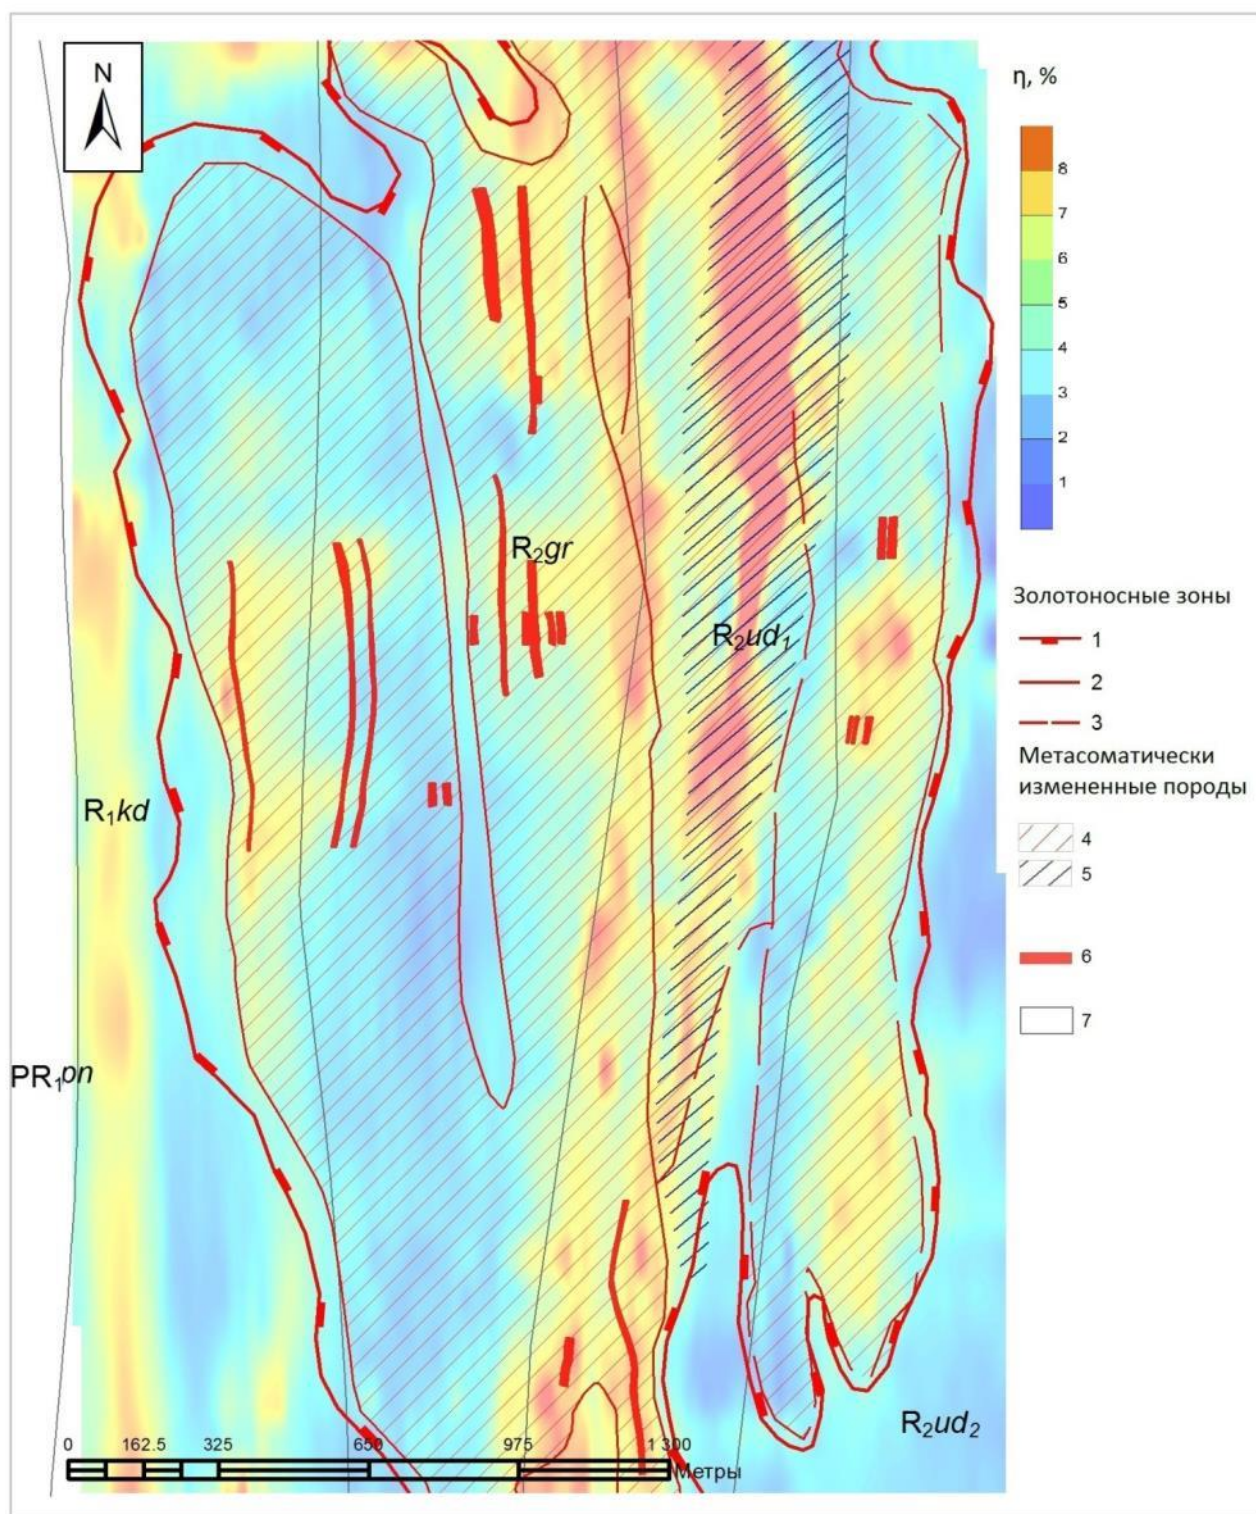 N
η, %
8
7
6
5
4
3
2
1
Золотоносные зоны
1
2
3
Метасоматически
измененные породы
4
5
6
7
R₂gr
R₂ud₁
R₁kd
PR₁pn
R₂ud₂
0 162.5 325 650 975 1 300
Метры